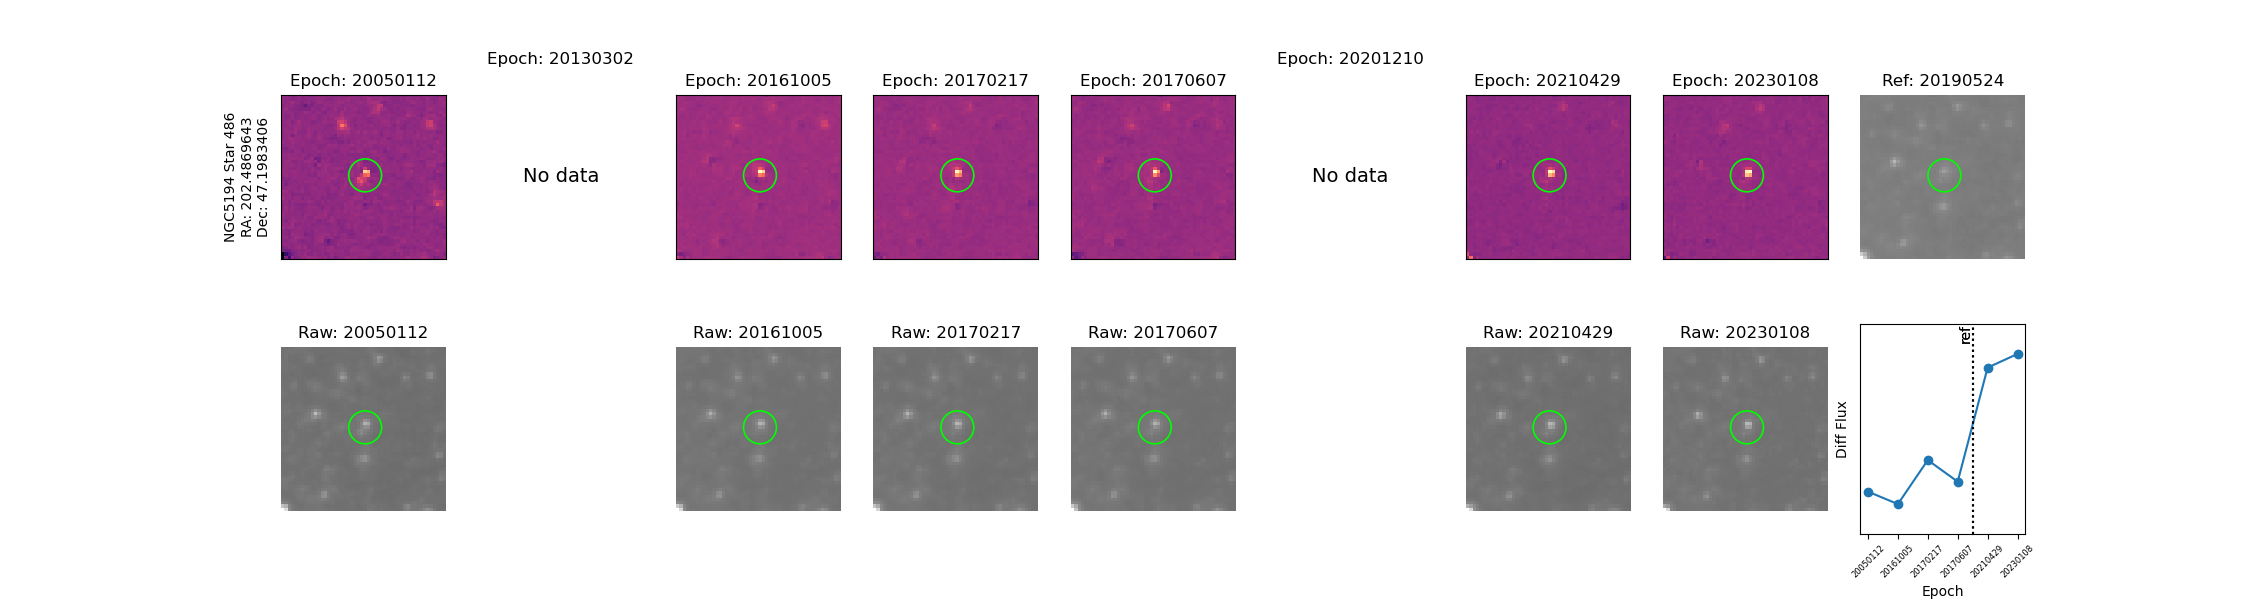 Epoch: 20130302
Epoch: 20201210
Epoch: 20050112
Epoch: 20161005
Epoch: 20170217
Epoch: 20170607
Epoch: 20210429
Epoch: 20230108
Ref: 20190524
NGC5194 Star 486
RA: 202.4869643
Dec: 47.1983406
No data
No data
Raw: 20050112
Raw: 20161005
Raw: 20170217
Raw: 20170607
Raw: 20210429
Raw: 20230108
ref
Diff Flux
20050112
20161005
20170217
20170607
20210429
20230108
Epoch